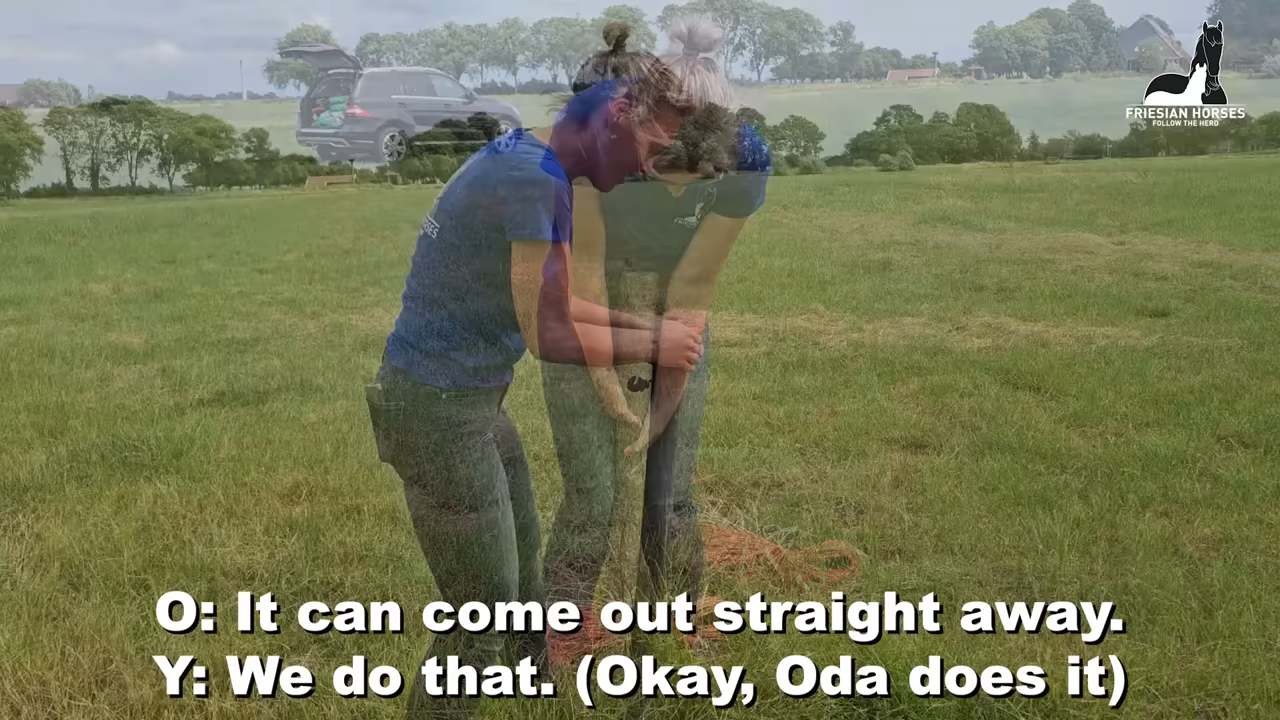 FRIESIAN HORSES
FOLLOW THE HERD
O: It can come out straight away.
Y: We do that. (Okay, Oda does it)